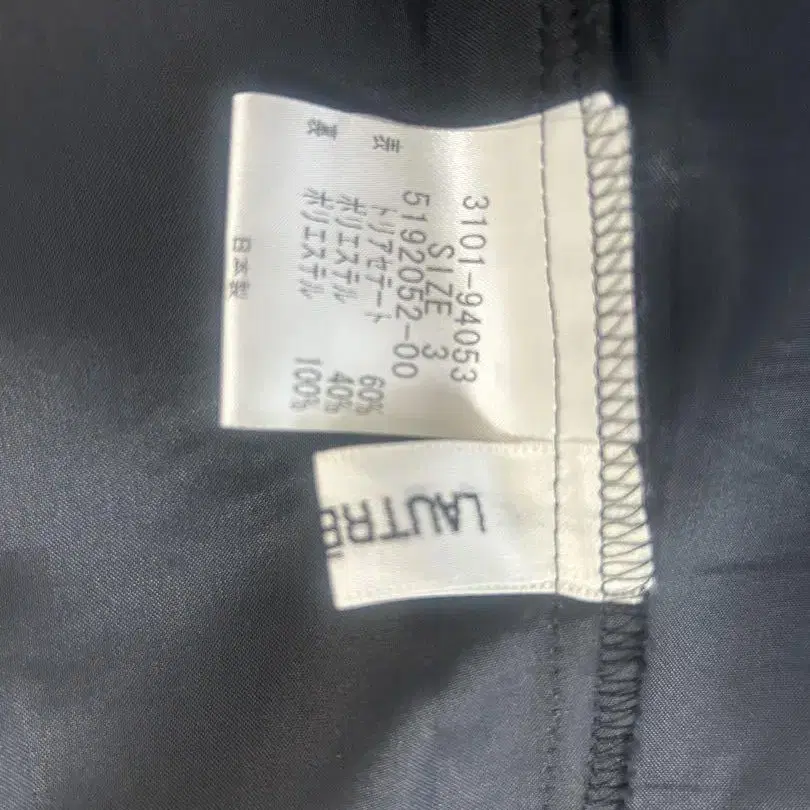 3101-94053
SIZE 3
5192052-00
表 トリアセテート 60%
ポリエステル 40%
裏 ポリエステル 100%
日本製
LAUTRE